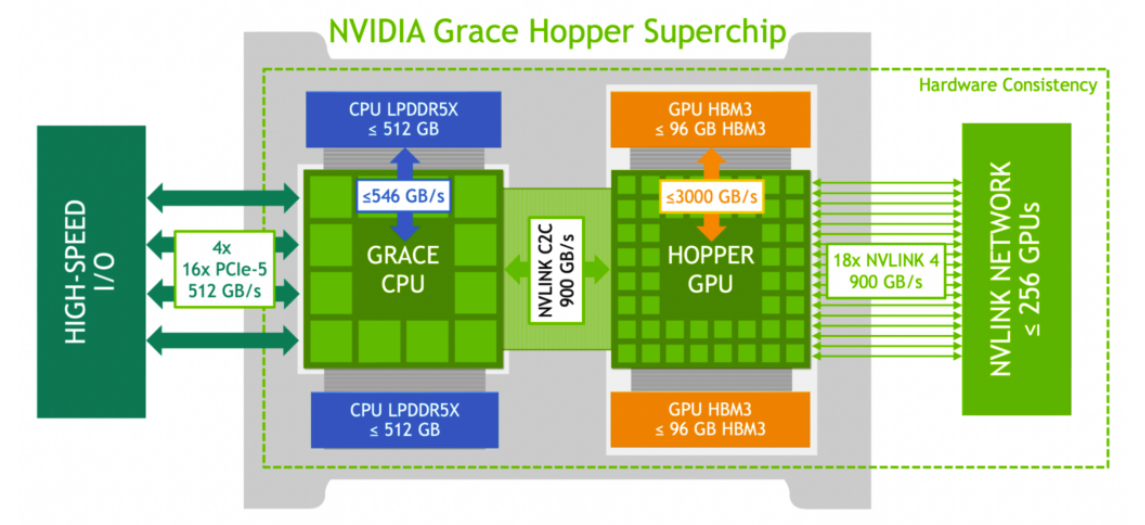 NVIDIA Grace Hopper Superchip
Hardware Consistency
CPU LPDDR5X
≤ 512 GB
GPU HBM3
≤ 96 GB HBM3
HIGH-SPEED
I/O
4x
16x PCIe-5
512 GB/s
≤546 GB/s
GRACE
CPU
NVLINK C2C
900 GB/s
≤3000 GB/s
HOPPER
GPU
18x NVLINK 4
900 GB/s
NVLINK NETWORK
≤ 256 GPUs
CPU LPDDR5X
≤ 512 GB
GPU HBM3
≤ 96 GB HBM3